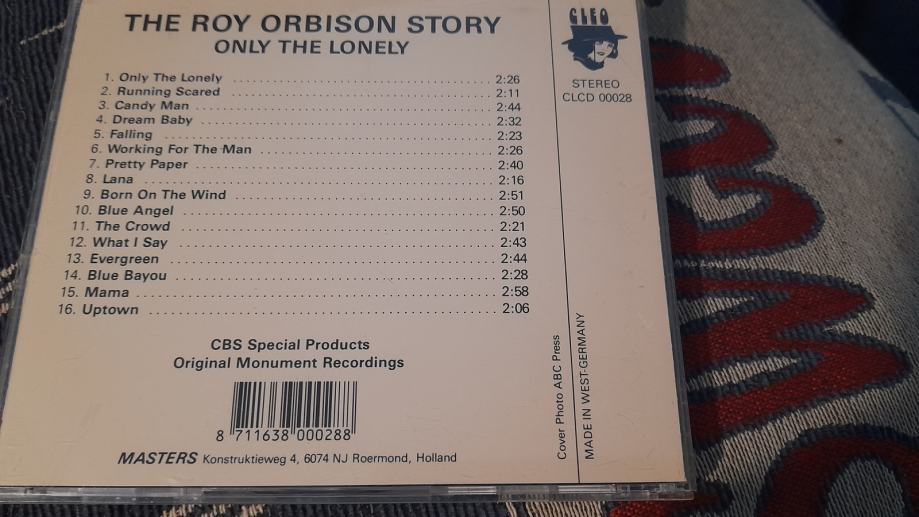 THE ROY ORBISON STORY
ONLY THE LONELY
1. Only The Lonely 2:26
2. Running Scared 2:11
3. Candy Man 2:44
4. Dream Baby 2:32
5. Falling 2:23
6. Working For The Man 2:26
7. Pretty Paper 2:40
8. Lana 2:16
9. Born On The Wind 2:51
10. Blue Angel 2:50
11. The Crowd 2:21
12. What I Say 2:43
13. Evergreen 2:44
14. Blue Bayou 2:28
15. Mama 2:58
16. Uptown 2:06
CBS Special Products
Original Monument Recordings
8 711638 000288
MASTERS Konstruktieweg 4, 6074 NJ Roermond, Holland
CLEO
STEREO
CLCD 00028
Cover Photo ABC Press
MADE IN WEST-GERMANY